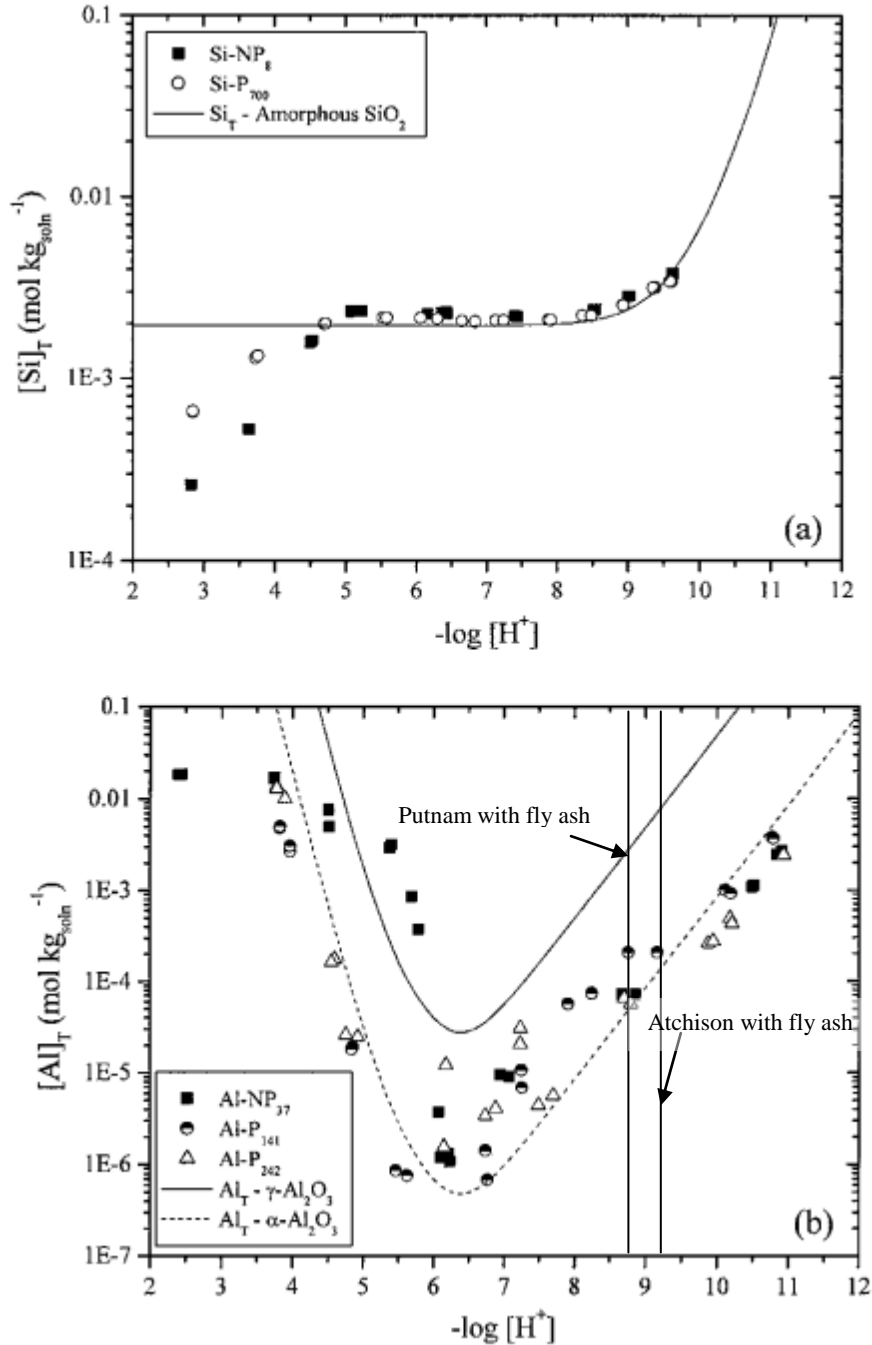 0.1
0.01
1E-3
1E-4
[Si]T (mol kgsoln-1)
Si-NP8
Si-P700
SiT - Amorphous SiO2
(a)
2 3 4 5 6 7 8 9 10 11 12
-log [H+]
0.1
0.01
1E-3
1E-4
1E-5
1E-6
1E-7
[Al]T (mol kgsoln-1)
Putnam with fly ash
Atchison with fly ash
Al-NP37
Al-P141
Al-P242
AlT - γ-Al2O3
AlT - α-Al2O3
(b)
2 3 4 5 6 7 8 9 10 11 12
-log [H+]